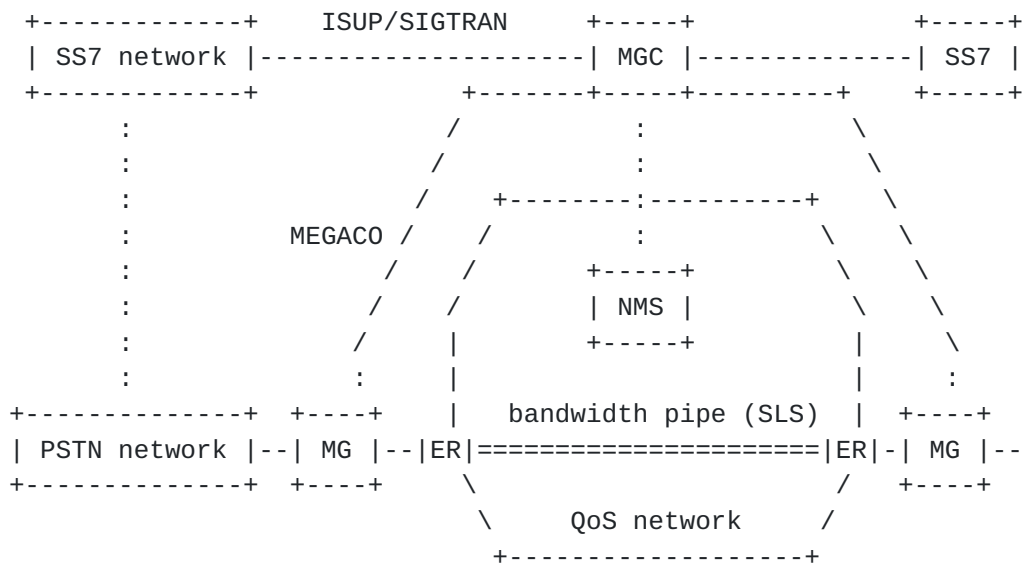 ISUP/SIGTRAN
SS7 network MGC SS7
MEGACO
NMS
bandwidth pipe (SLS)
PSTN network MG ER ER MG
QoS network